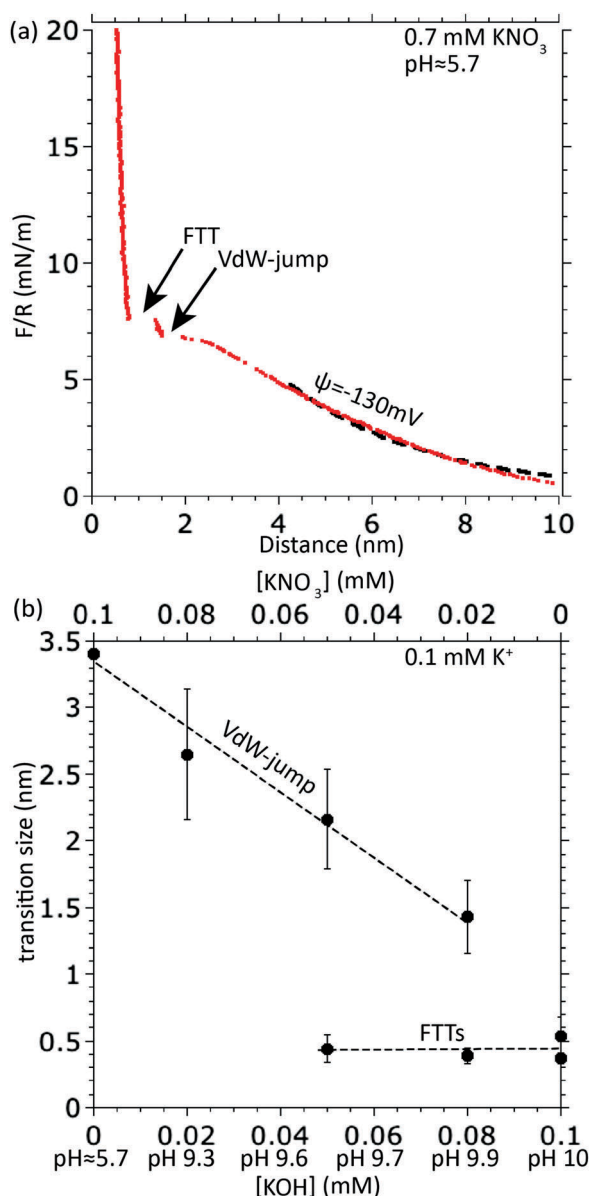 (a)
0.7 mM KNO₃
pH≈5.7
20
15
10
5
0
F/R (mN/m)
FTT
VdW-jump
ψ=-130mV
0 2 4 6 8 10
Distance (nm)
[KNO₃] (mM)
(b)
0.1 0.08 0.06 0.04 0.02 0
0.1 mM K⁺
3.5
3
2.5
2
1.5
1
0.5
0
transition size (nm)
VdW-jump
FTTs
0 0.02 0.04 0.06 0.08 0.1
pH≈5.7 pH 9.3 pH 9.6 pH 9.7 pH 9.9 pH 10
[KOH] (mM)